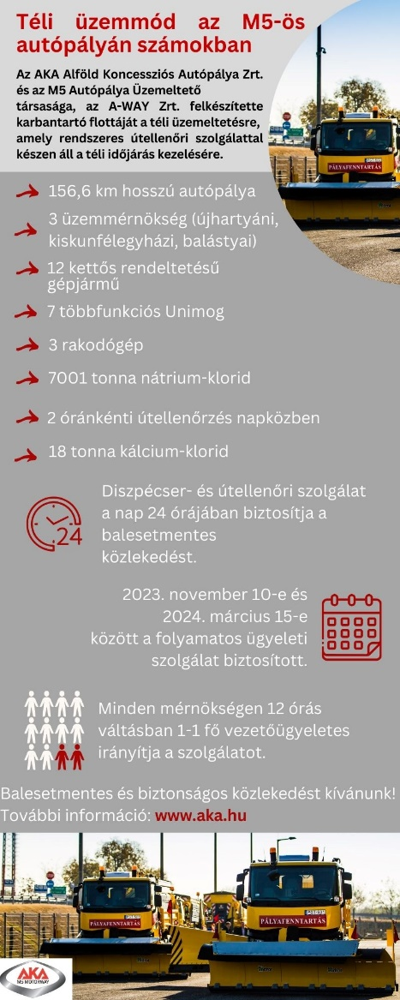 Téli üzemmód az M5-ös
autópályán számokban
Az AKA Alföld Koncessziós Autópálya Zrt.
és az M5 Autópálya Üzemeltető
társasága, az A-WAY Zrt. felkészítette
karbantartó flottáját a téli üzemeltetésre,
amely rendszeres útellenőri szolgálattal
készen áll a téli időjárás kezelésére.
PÁLYAFENNTARTÁS
156,6 km hosszú autópálya
3 üzemmérnökség (újhartyáni,
kiskunfélegyházi, balástyai)
12 kettős rendeltetésű
gépjármű
7 többfunkciós Unimog
3 rakodógép
7001 tonna nátrium-klorid
2 óránkénti útellenőrzés napközben
18 tonna kálcium-klorid
Diszpécser- és útellenőri szolgálat
a nap 24 órájában biztosítja a
balesetmentes
közlekedést.
24
2023. november 10-e és
2024. március 15-e
között a folyamatos ügyeleti
szolgálat biztosított.
Minden mérnökségen 12 órás
váltásban 1-1 fő vezetőügyeletes
irányítja a szolgálatot.
Balesetmentes és biztonságos közlekedést kívánunk!
További információ: www.aka.hu
PÁLYAFENNTARTÁS
PÁLYAFENNTARTÁS
AKA
M5 MOTORWAY